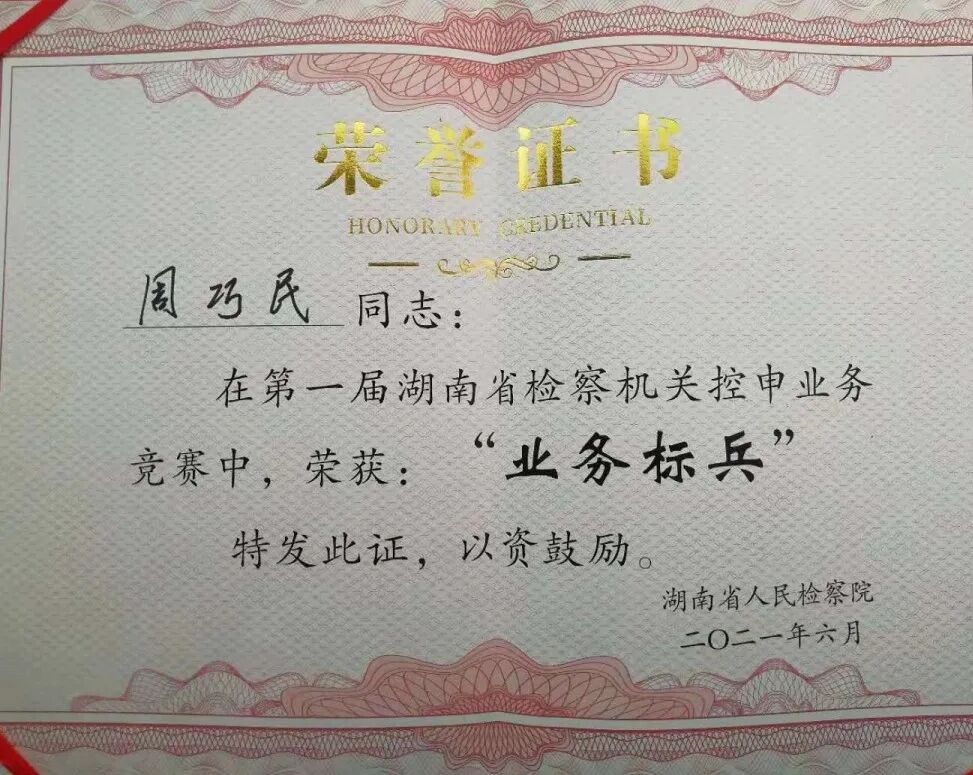 荣誉证书
HONORARY CREDENTIAL
周巧民 同志：
在第一届湖南省检察机关控申业务
竞赛中，荣获：“业务标兵”
特发此证，以资鼓励。
湖南省人民检察院
二〇二一年六月